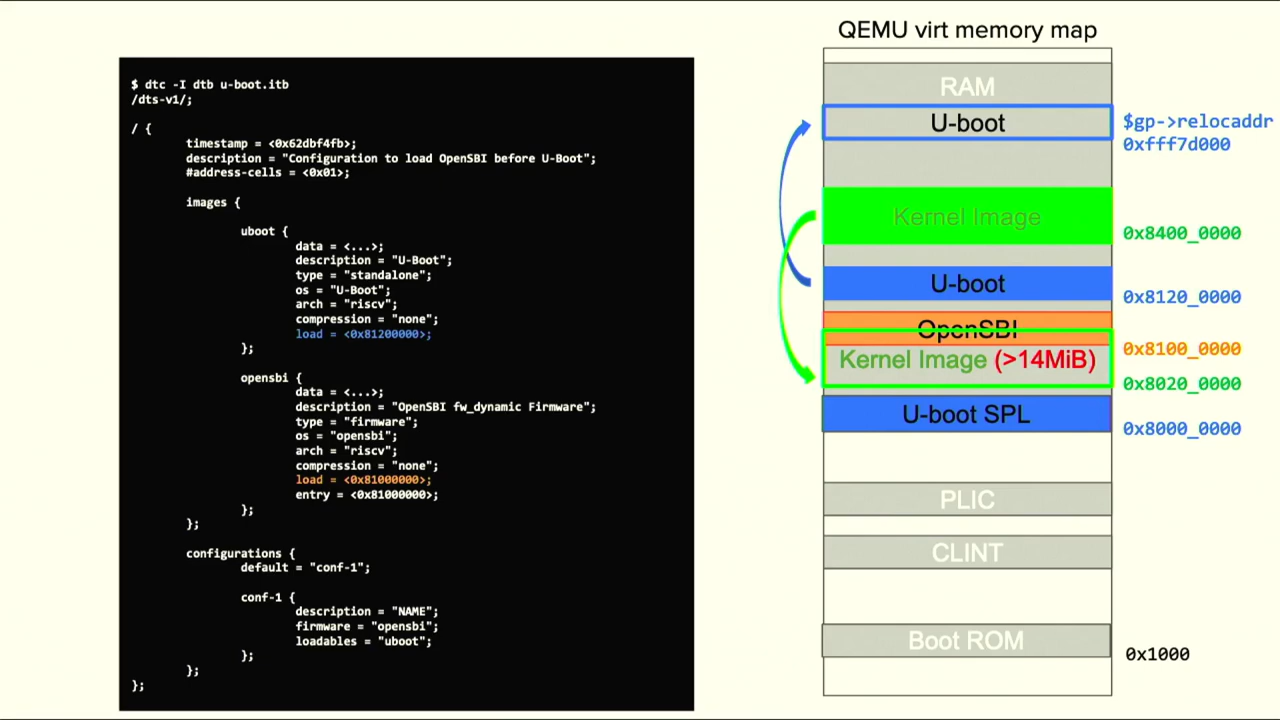 $ dtc -I dtb u-boot.itb
/dts-v1/;
/ {
timestamp = <0x62dbf4fb>;
description = "Configuration to load OpenSBI before U-Boot";
#address-cells = <0x01>;
images {
uboot {
data = <...>;
description = "U-Boot";
type = "standalone";
os = "U-Boot";
arch = "riscv";
compression = "none";
load = <0x81200000>;
};
opensbi {
data = <...>;
description = "OpenSBI fw_dynamic Firmware";
type = "firmware";
os = "opensbi";
arch = "riscv";
compression = "none";
load = <0x81000000>;
entry = <0x81000000>;
};
};
configurations {
default = "conf-1";
conf-1 {
description = "NAME";
firmware = "opensbi";
loadables = "uboot";
};
};
};
QEMU virt memory map
RAM
U-boot
$gp->relocaddr
0xfff7d000
Kernel Image
0x8400_0000
U-boot
0x8120_0000
OpenSBI
0x8100_0000
Kernel Image (>14MiB)
0x8020_0000
U-boot SPL
0x8000_0000
PLIC
CLINT
Boot ROM
0x1000